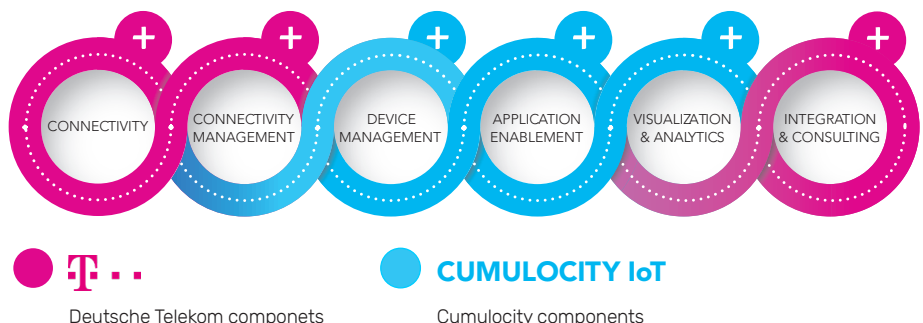 + + + + + +
CONNECTIVITY
CONNECTIVITY
MANAGEMENT
DEVICE
MANAGEMENT
APPLICATION
ENABLEMENT
VISUALIZATION
& ANALYTICS
INTEGRATION
& CONSULTING
T
CUMULOCITY IoT
Deutsche Telekom componets
Cumulocity components